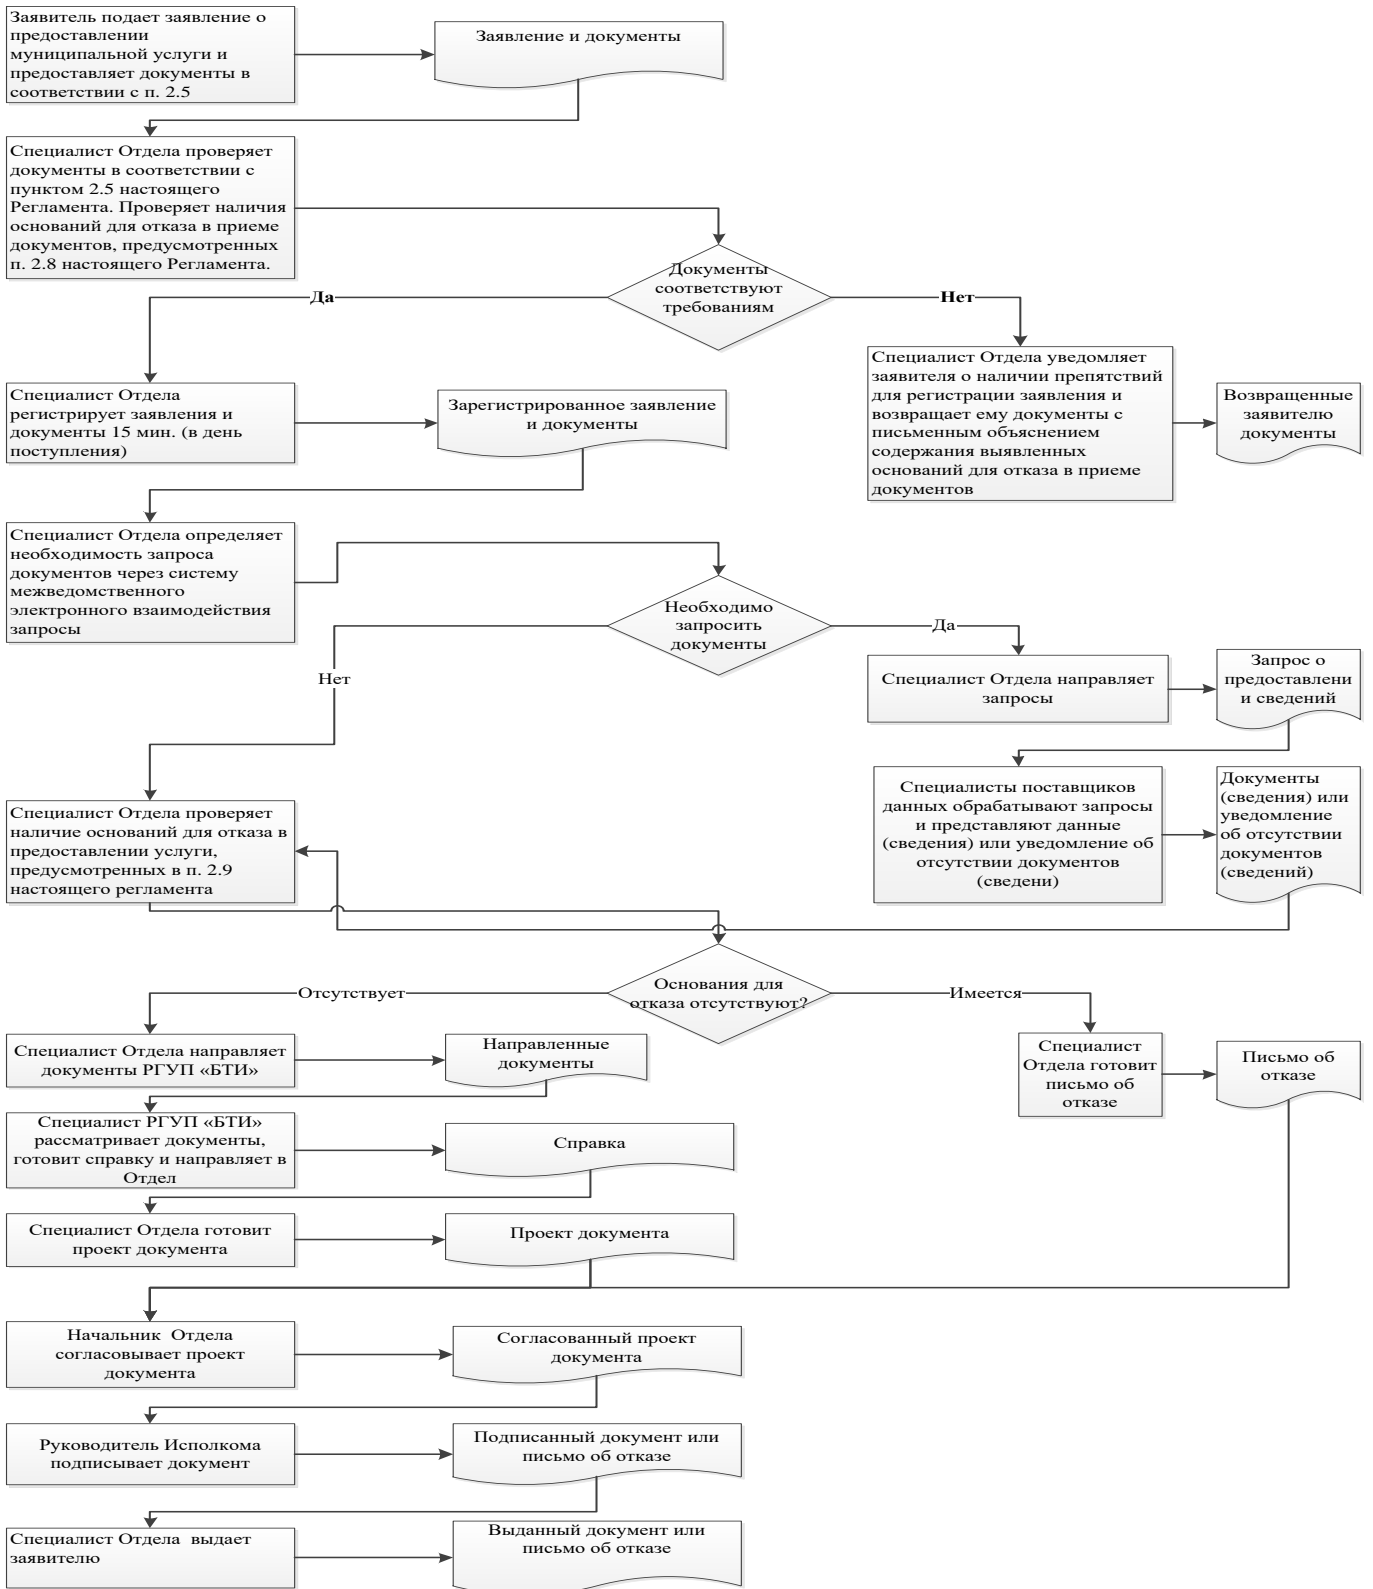 Заявитель подает заявление о
предоставлении
муниципальной услуги и
предоставляет документы в
соответствии с п. 2.5
Заявление и документы
Специалист Отдела проверяет
документы в соответствии с
пунктом 2.5 настоящего
Регламента. Проверяет наличия
оснований для отказа в приеме
документов, предусмотренных
п. 2.8 настоящего Регламента.
Документы
соответствуют
требованиям
Да
Нет
Специалист Отдела
регистрирует заявления и
документы 15 мин. (в день
поступления)
Зарегистрированное заявление
и документы
Специалист Отдела уведомляет
заявителя о наличии препятствий
для регистрации заявления и
возвращает ему документы с
письменным объяснением
содержания выявленных
оснований для отказа в приеме
документов
Возвращенные
заявителю
документы
Специалист Отдела определяет
необходимость запроса
документов через систему
межведомственного
электронного взаимодействия
запросы
Необходимо
запросить
документы
Да
Нет
Специалист Отдела направляет
запросы
Запрос о
предоставлени
и сведений
Специалисты поставщиков
данных обрабатывают запросы
и представляют данные
(сведения) или уведомление об
отсутствии документов
(сведени)
Документы
(сведения) или
уведомление
об отсутствии
документов
(сведений)
Специалист Отдела проверяет
наличие оснований для отказа в
предоставлении услуги,
предусмотренных в п. 2.9
настоящего регламента
Основания для
отказа отсутствуют?
Отсутствует
Имеется
Специалист Отдела направляет
документы РГУП «БТИ»
Направленные
документы
Специалист
Отдела готовит
письмо об
отказе
Письмо об
отказе
Специалист РГУП «БТИ»
рассматривает документы,
готовит справку и направляет в
Отдел
Справка
Специалист Отдела готовит
проект документа
Проект документа
Начальник  Отдела
согласовывает проект
документа
Согласованный проект
документа
Руководитель Исполкома
подписывает документ
Подписанный документ или
письмо об отказе
Специалист Отдела  выдает
заявителю
Выданный документ или
письмо об отказе